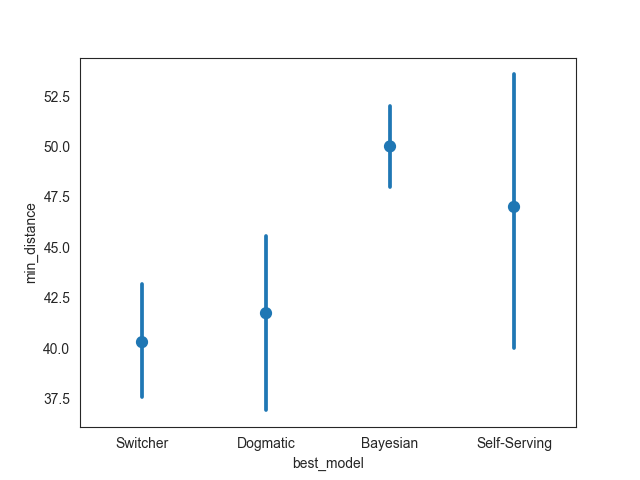 52.5
50.0
47.5
45.0
42.5
40.0
37.5
min_distance
Switcher Dogmatic Bayesian Self-Serving
best_model